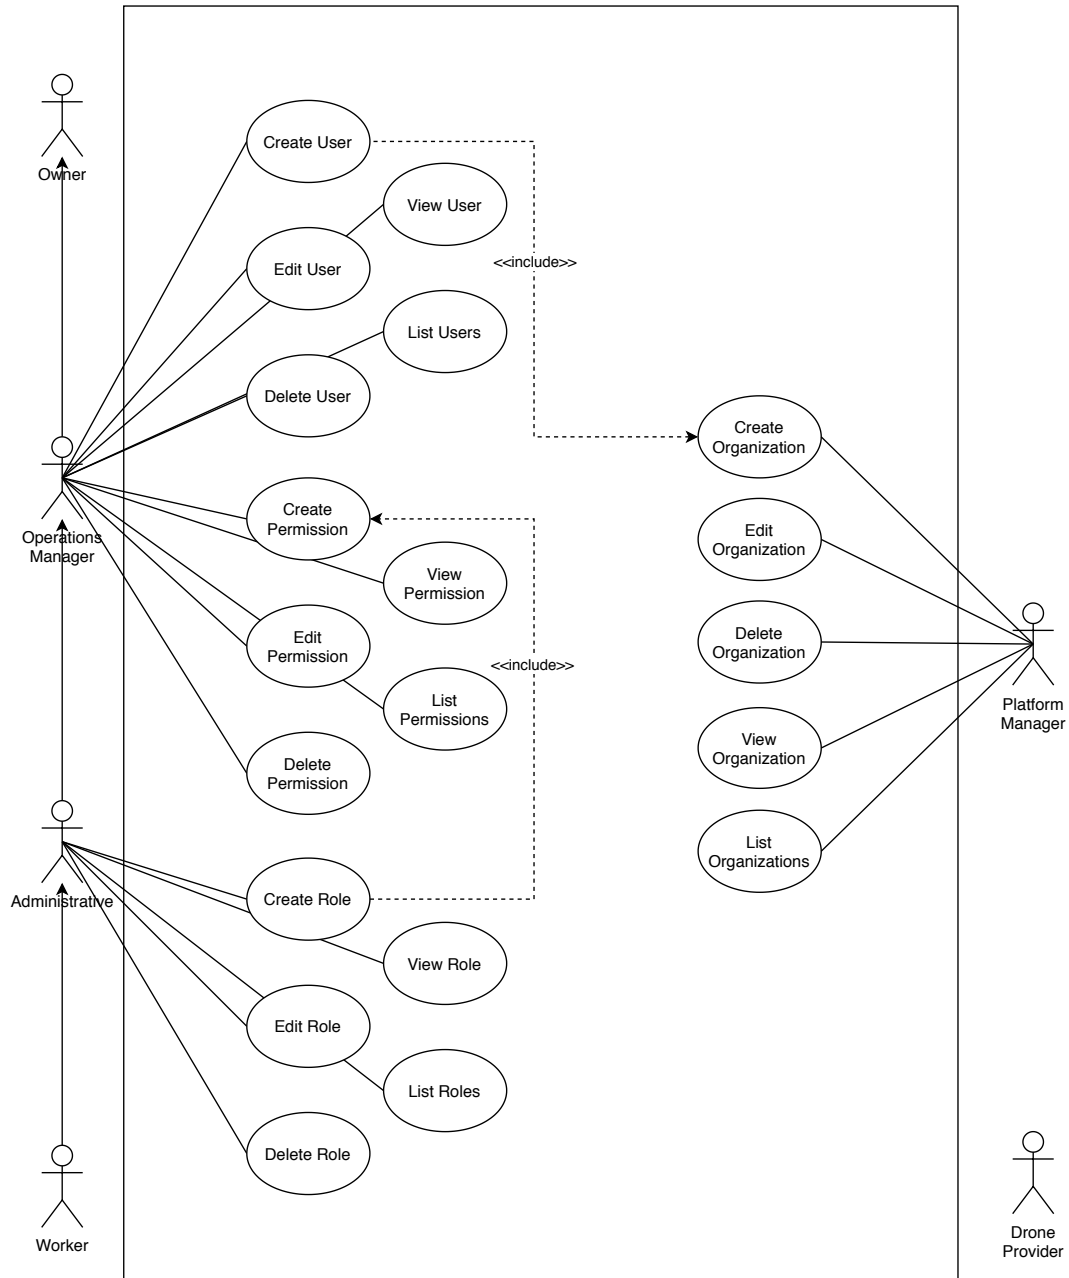 Owner
Create User
View User
<<include>>
Edit User
List Users
Delete User
Create
Organization
Operations
Manager
Create
Permission
Edit
Organization
View
Permission
Edit
Permission
Delete
Organization
<<include>>
List
Permissions
Platform
Manager
View
Organization
Delete
Permission
List
Organizations
Administrative
Create Role
View Role
Edit Role
List Roles
Delete Role
Worker
Drone
Provider